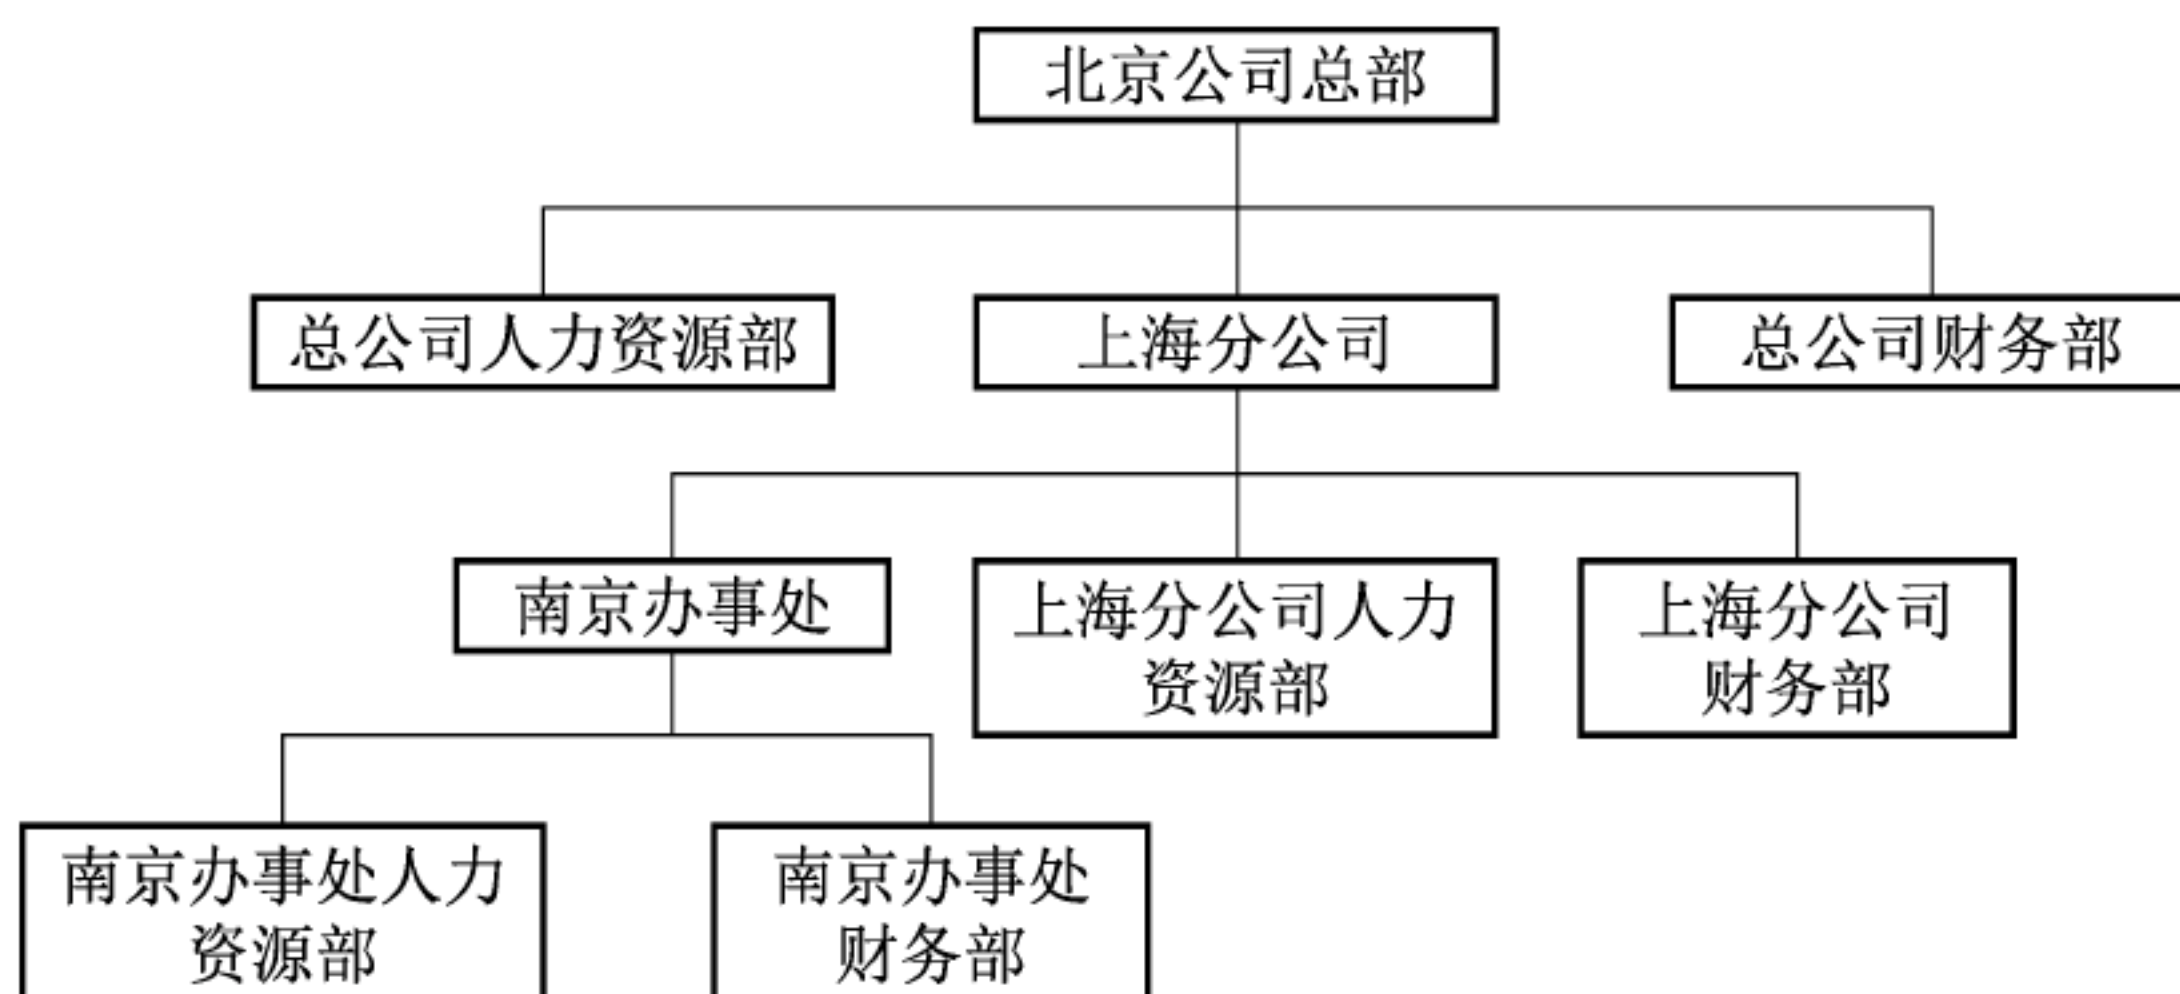 北京公司总部
总公司人力资源部
上海分公司
总公司财务部
南京办事处
上海分公司人力
资源部
上海分公司
财务部
南京办事处人力
资源部
南京办事处
财务部